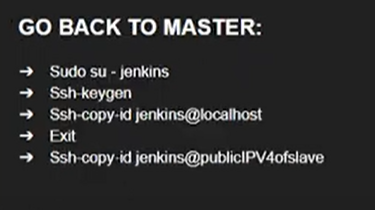 GO BACK TO MASTER:
➔ Sudo su - jenkins
➔ Ssh-keygen
➔ Ssh-copy-id jenkins@localhost
➔ Exit
➔ Ssh-copy-id jenkins@publicIPV4ofslave